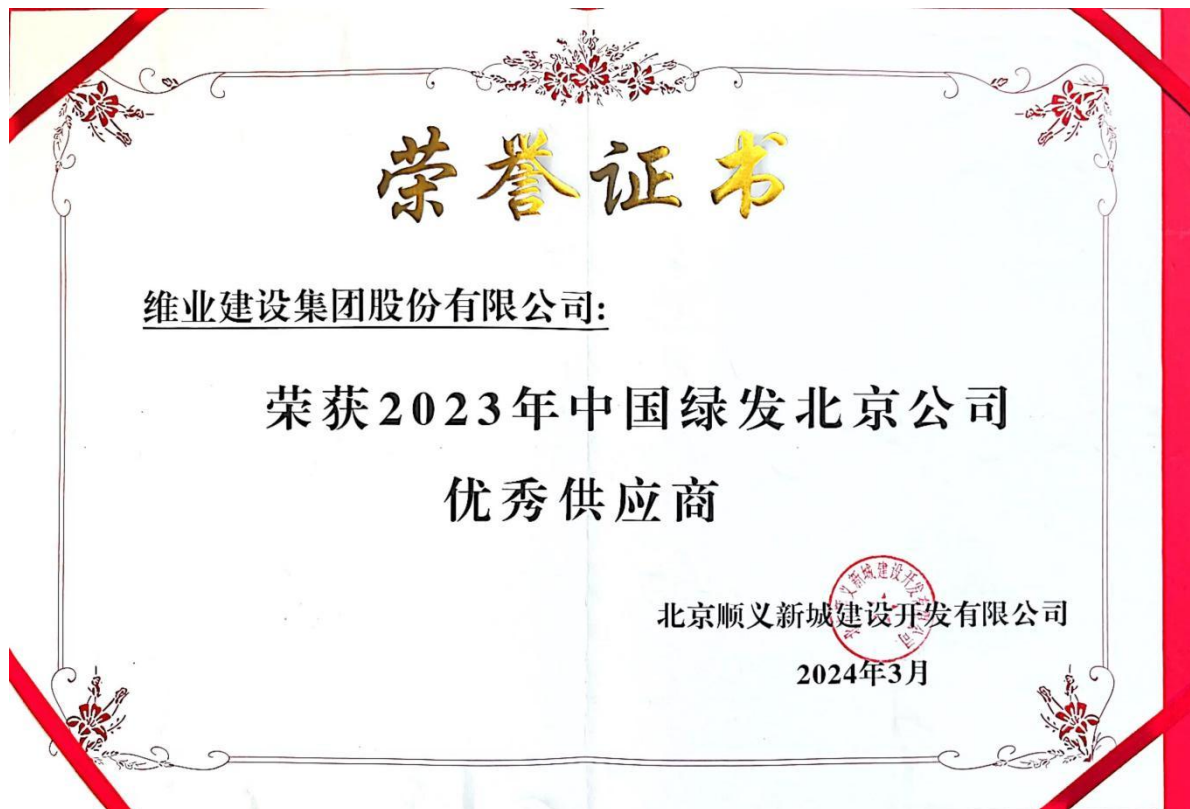 荣誉证书
维业建设集团股份有限公司:
荣获2023年中国绿发北京公司
优秀供应商
北京顺义新城建设开发有限公司
2024年3月